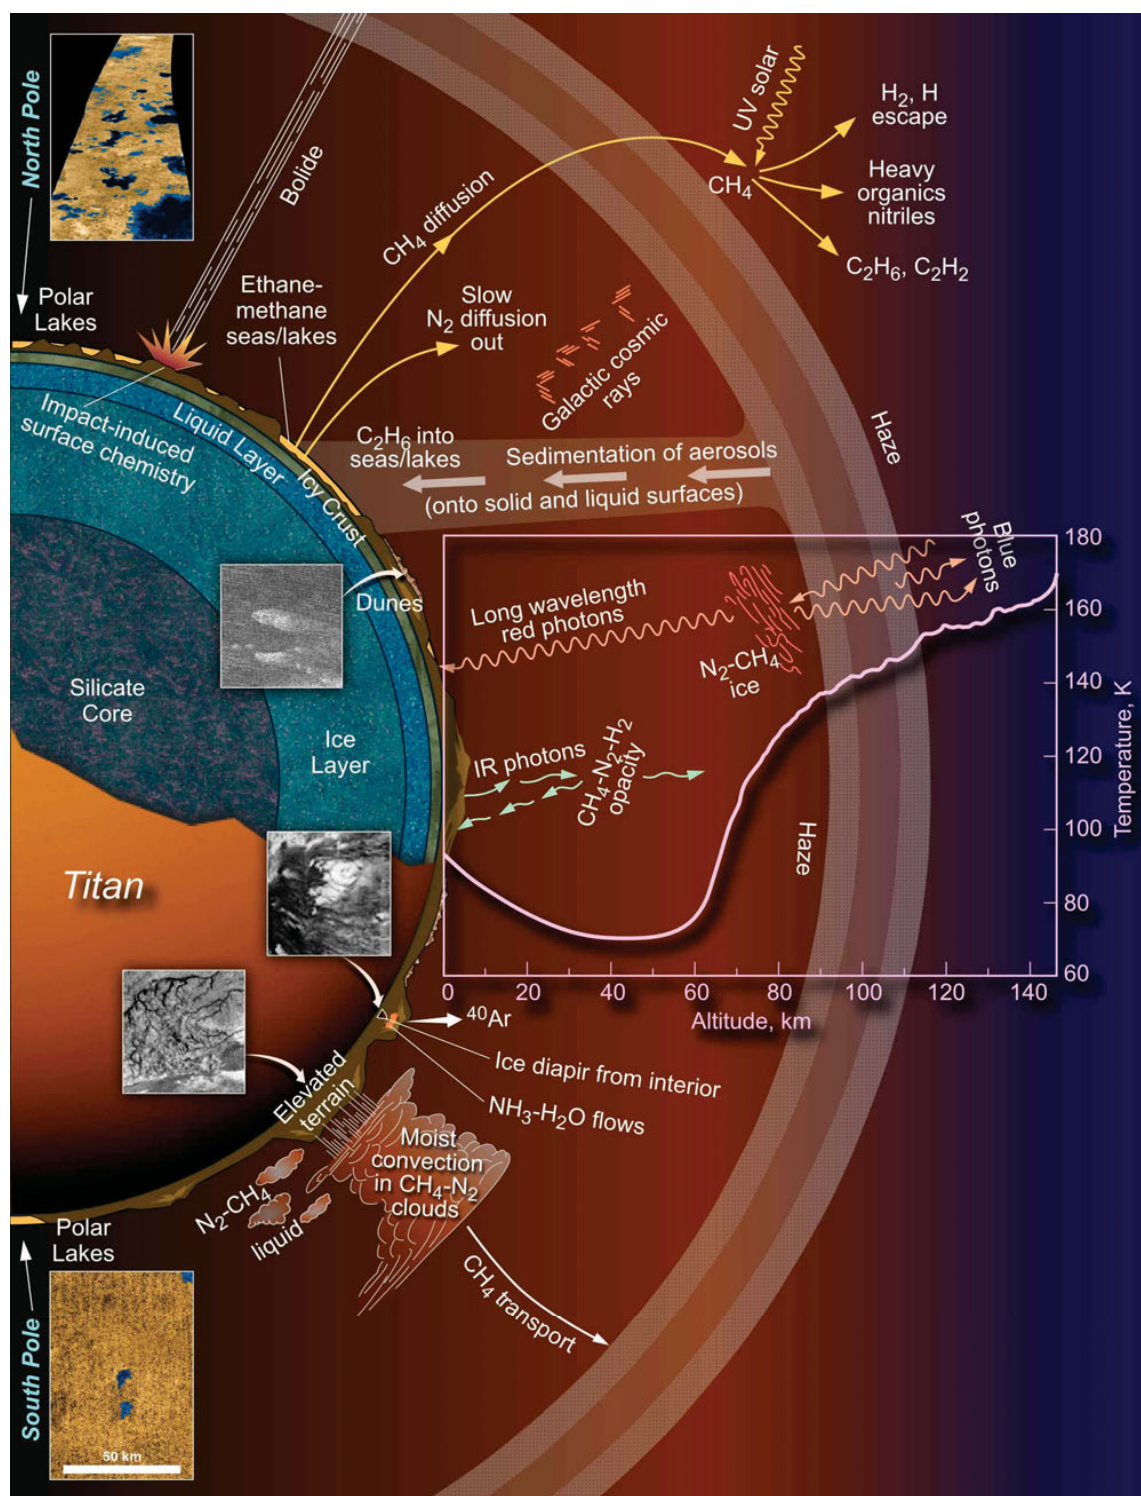 North Pole
Polar
Lakes
Bolide
UV solar
H2, H
escape
CH4
Heavy
organics
nitriles
C2H6, C2H2
CH4 diffusion
Ethane-
methane
seas/lakes
Slow
N2 diffusion
out
Galactic cosmic
rays
Haze
Impact-induced
surface chemistry
Liquid Layer
Icy Crust
C2H6 into
seas/lakes
Sedimentation of aerosols
(onto solid and liquid surfaces)
Dunes
Long wavelength
red photons
Blue
photons
N2-CH4
ice
180
160
140
120
100
80
60
Temperature, K
Silicate
Core
Ice
Layer
IR photons
CH4-N2-H2
opacity
Haze
Titan
0
20
40
60
80
100
120
140
Altitude, km
40Ar
Ice diapir from interior
NH3-H2O flows
Elevated
terrain
Moist
convection
in CH4-N2
clouds
N2-CH4
liquid
CH4 transport
Polar
Lakes
South Pole
50 km